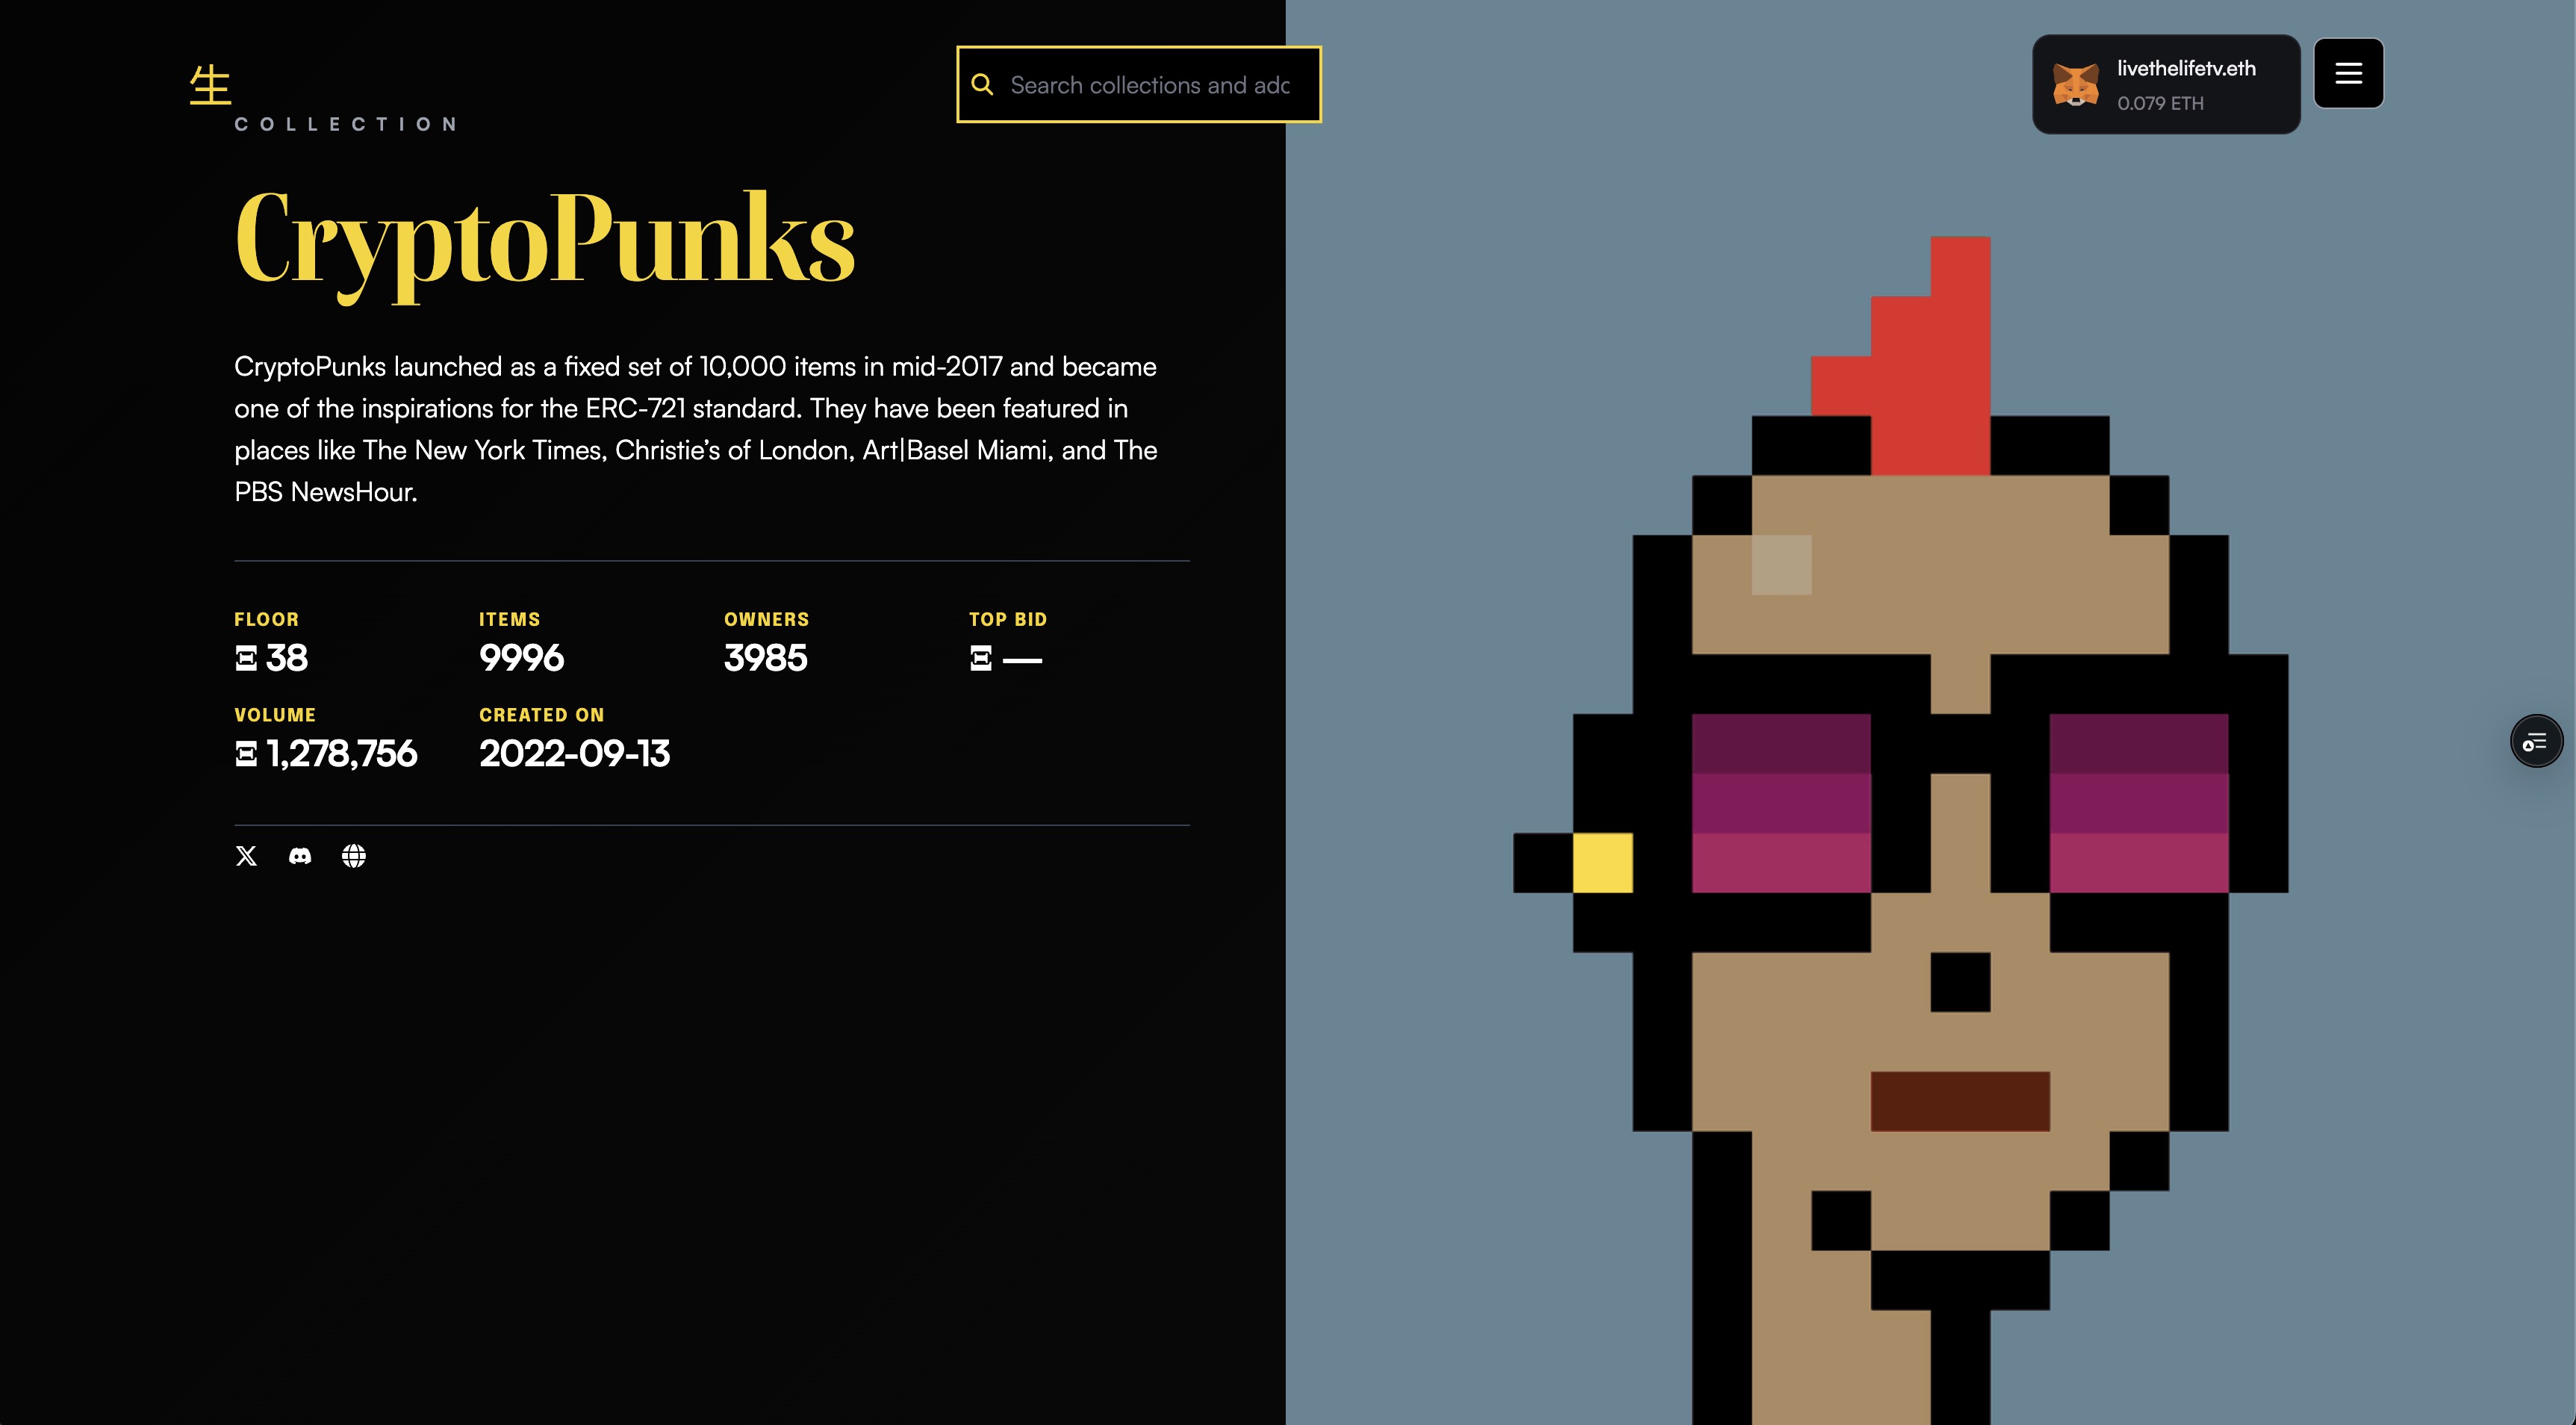 生
COLLECTION
Search collections and add
livethelifetv.eth
0.079 ETH
CryptoPunks
CryptoPunks launched as a fixed set of 10,000 items in mid-2017 and became
one of the inspirations for the ERC-721 standard. They have been featured in
places like The New York Times, Christie’s of London, Art|Basel Miami, and The
PBS NewsHour.
FLOOR
38
ITEMS
9996
OWNERS
3985
TOP BID
—
VOLUME
1,278,756
CREATED ON
2022-09-13